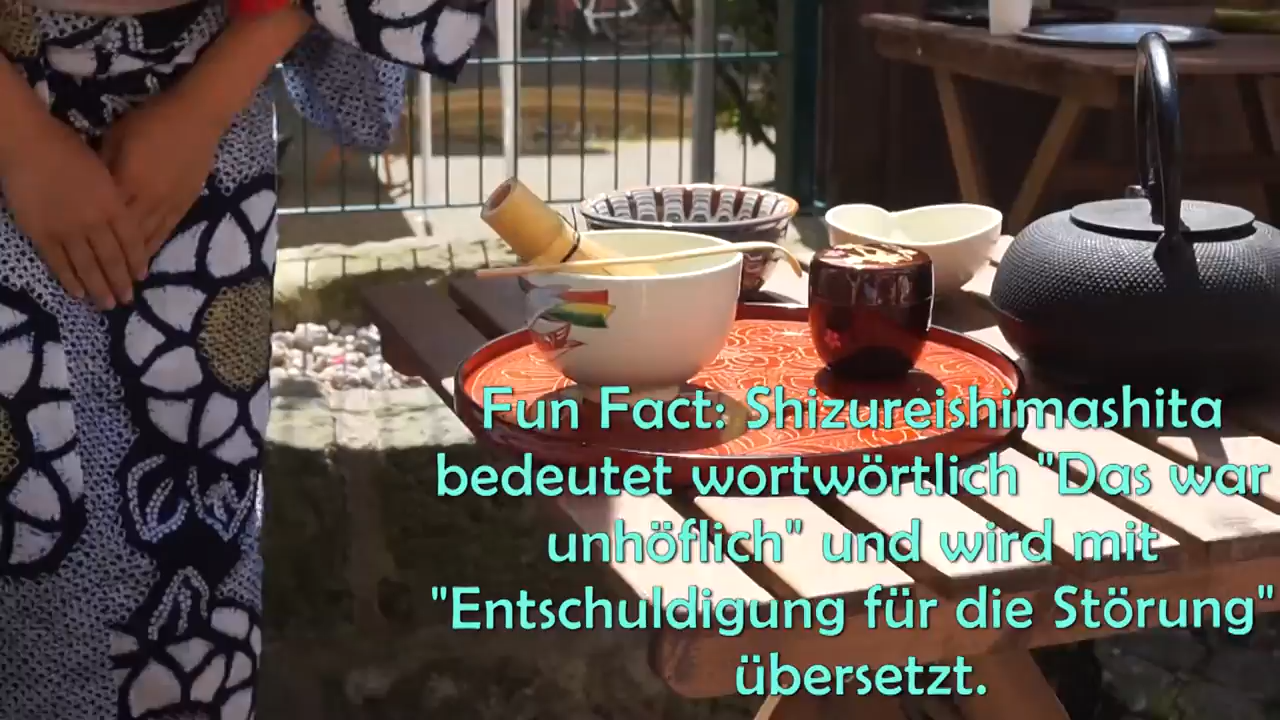 Fun Fact: Shizureishimashita
bedeutet wortwörtlich "Das war
unhöflich" und wird mit
"Entschuldigung für die Störung"
übersetzt.